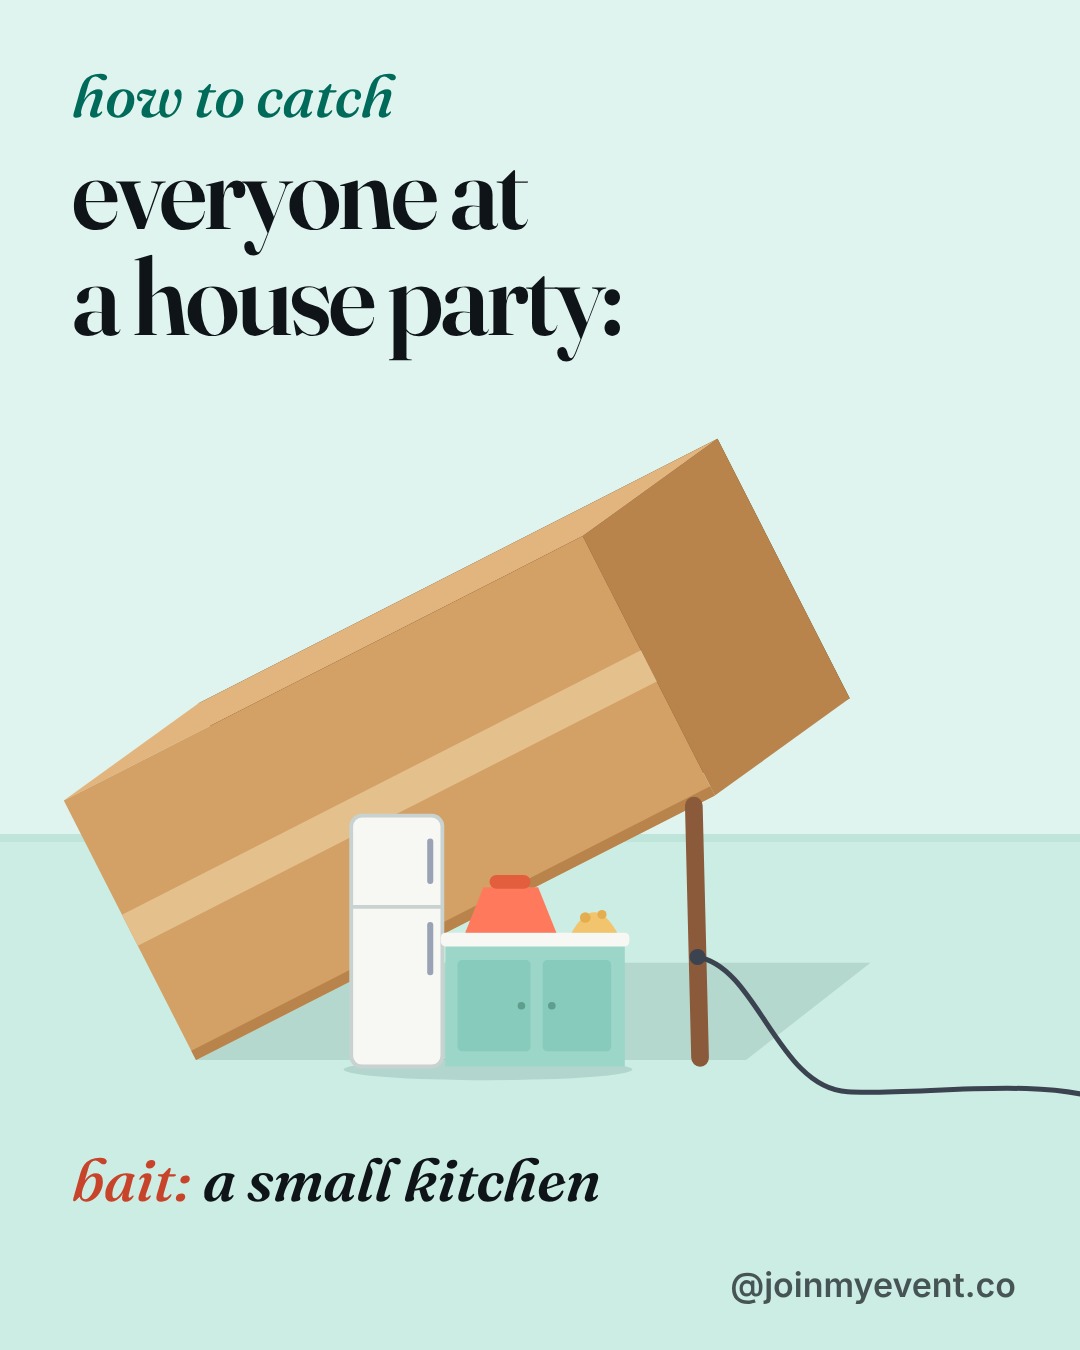 how to catch
everyone at
a house party:
bait: a small kitchen
@joinmyevent.co